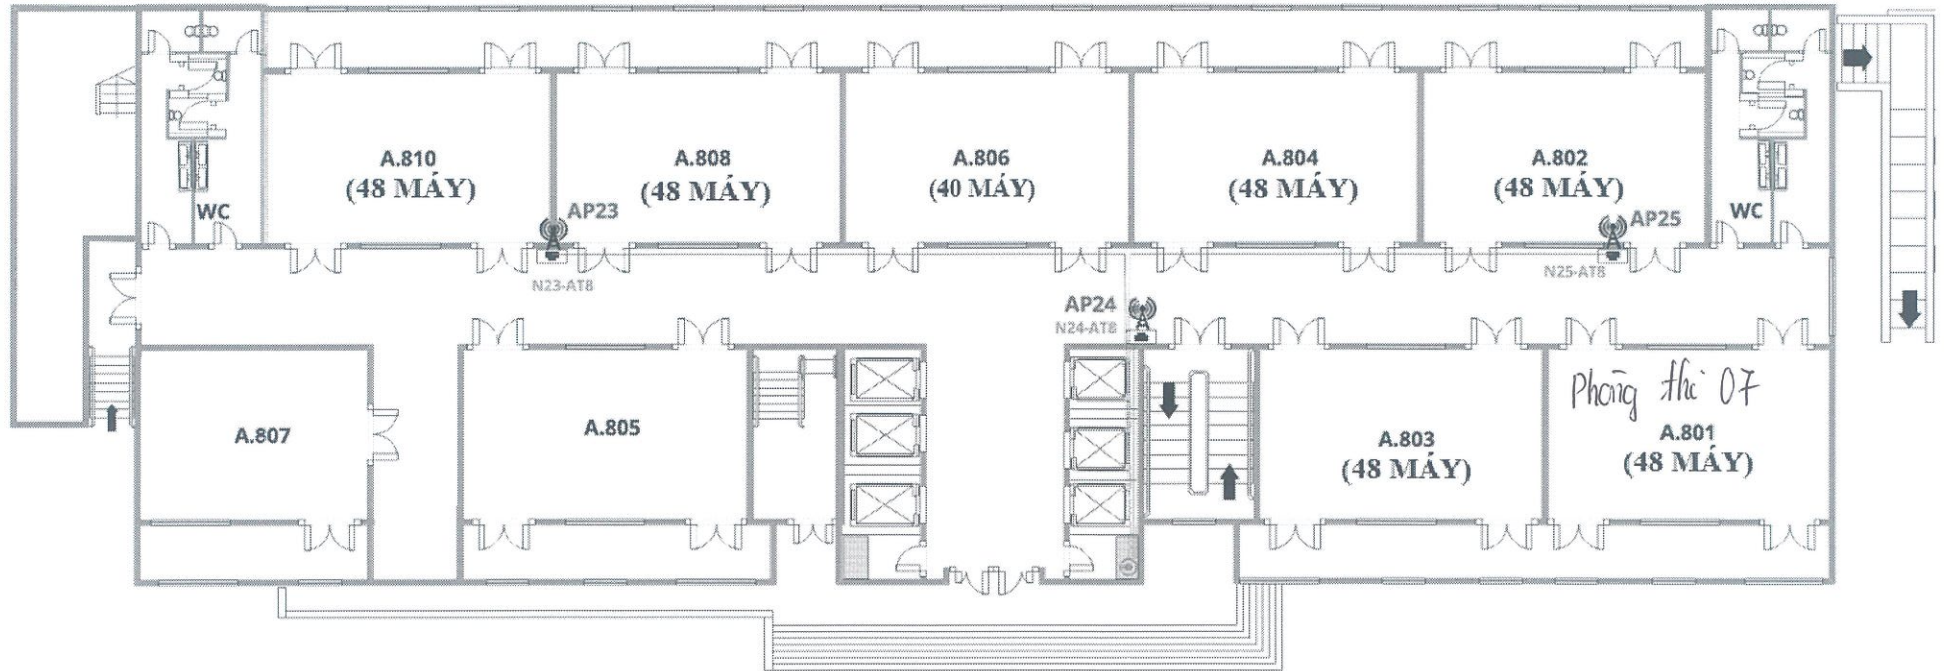 A.810
(48 MÁY)
A.808
(48 MÁY)
A.806
(40 MÁY)
A.804
(48 MÁY)
A.802
(48 MÁY)
WC
AP23
N23-AT8
AP25
N25-AT8
WC
AP24
N24-AT8
A.807
A.805
A.803
(48 MÁY)
Phòng thi 07
A.801
(48 MÁY)